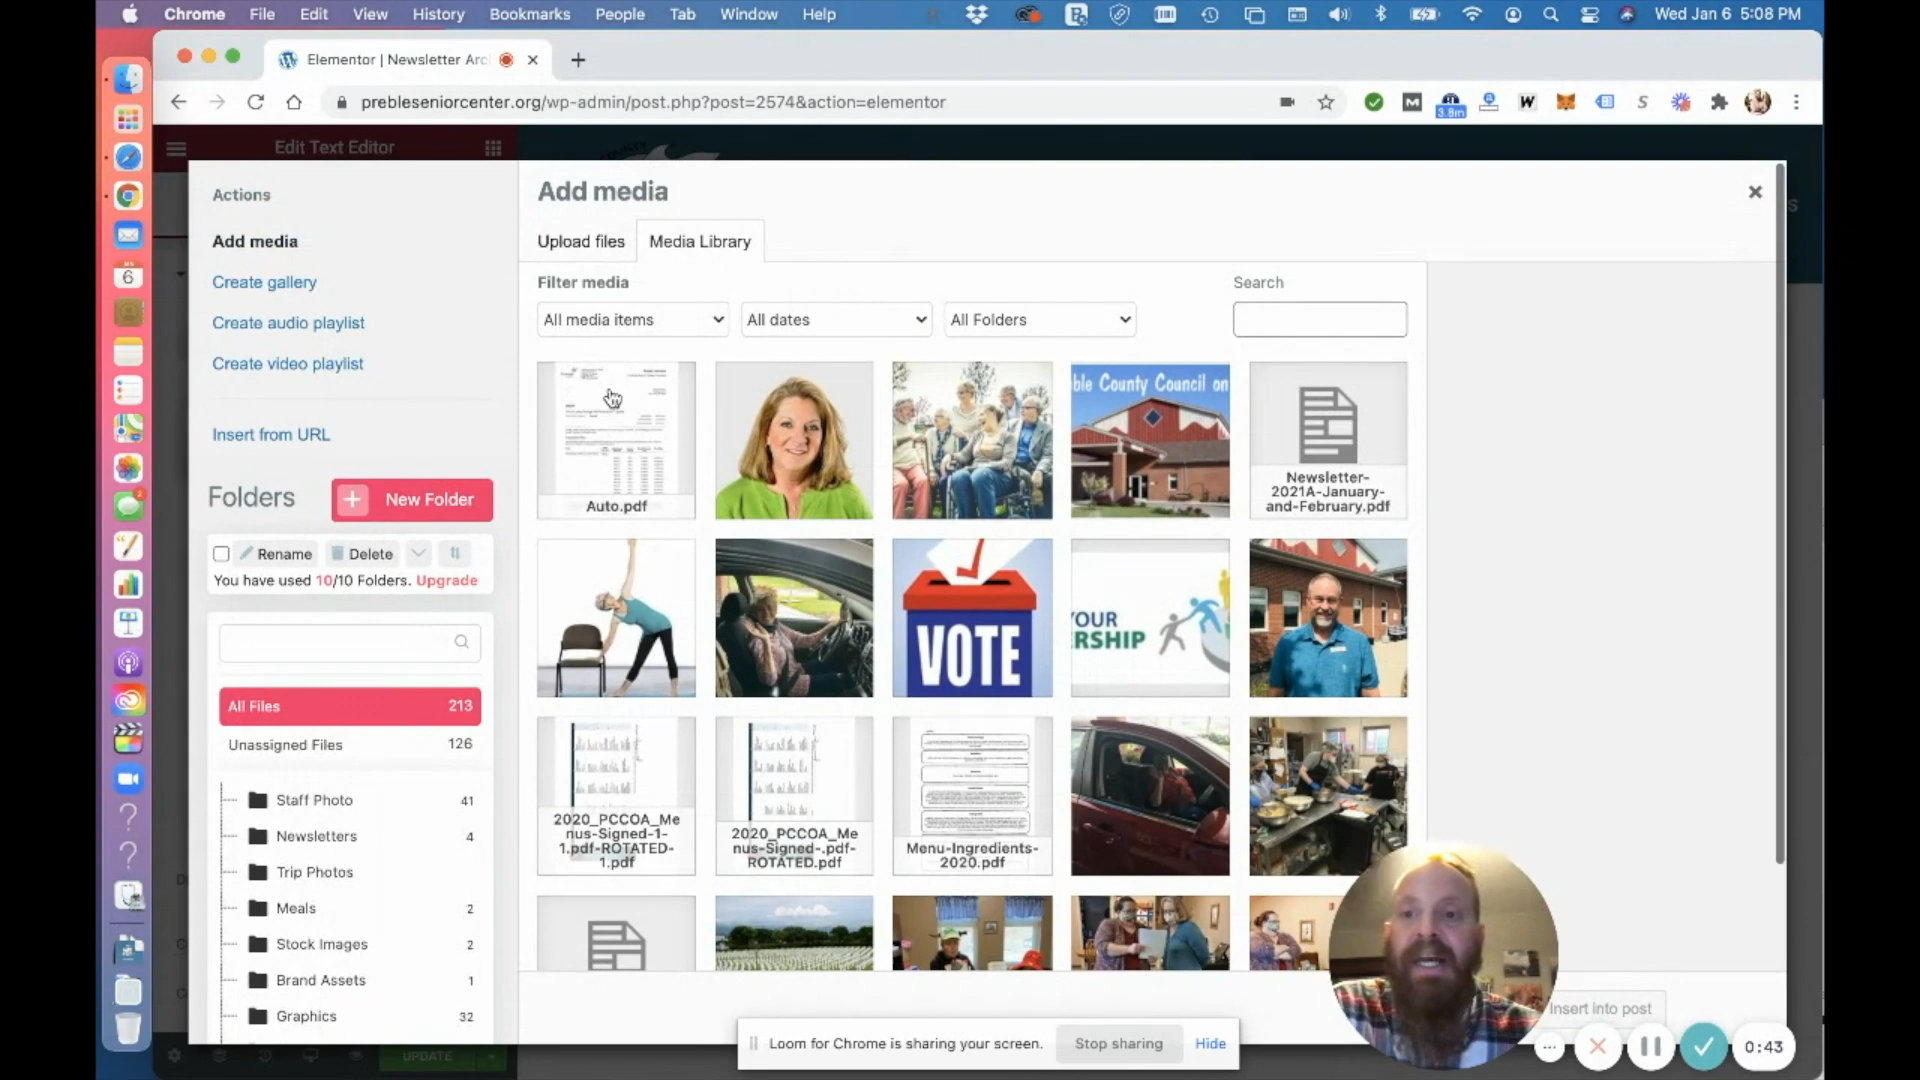 Chrome File Edit View History Bookmarks People Tab Window Help Wed Jan 6 5:08 PM
Elementor | Newsletter Arc
prebleseniorcenter.org/wp-admin/post.php?post=2574&action=elementor
3.8m
Edit Text Editor
Actions
Add media
Create gallery
Create audio playlist
Create video playlist
Insert from URL
Folders
New Folder
Rename Delete
You have used 10/10 Folders. Upgrade
All Files 213
Unassigned Files 126
Staff Photo 41
Newsletters 4
Trip Photos
Meals 2
Stock Images 2
Brand Assets 1
Graphics 32
UPDATE
Add media
Upload files Media Library
Filter media
Search
All media items All dates All Folders
Auto.pdf
ble County Council on
Newsletter-
2021A-January-
and-February.pdf
VOTE
YOUR
ERSHIP
2020_PCCOA_Me
nus-Signed-1-
1.pdf-ROTATED-
1.pdf
2020_PCCOA_Me
nus-Signed-.pdf-
ROTATED.pdf
Menu-Ingredients-
2020.pdf
Insert into post
Loom for Chrome is sharing your screen. Stop sharing Hide
0:43